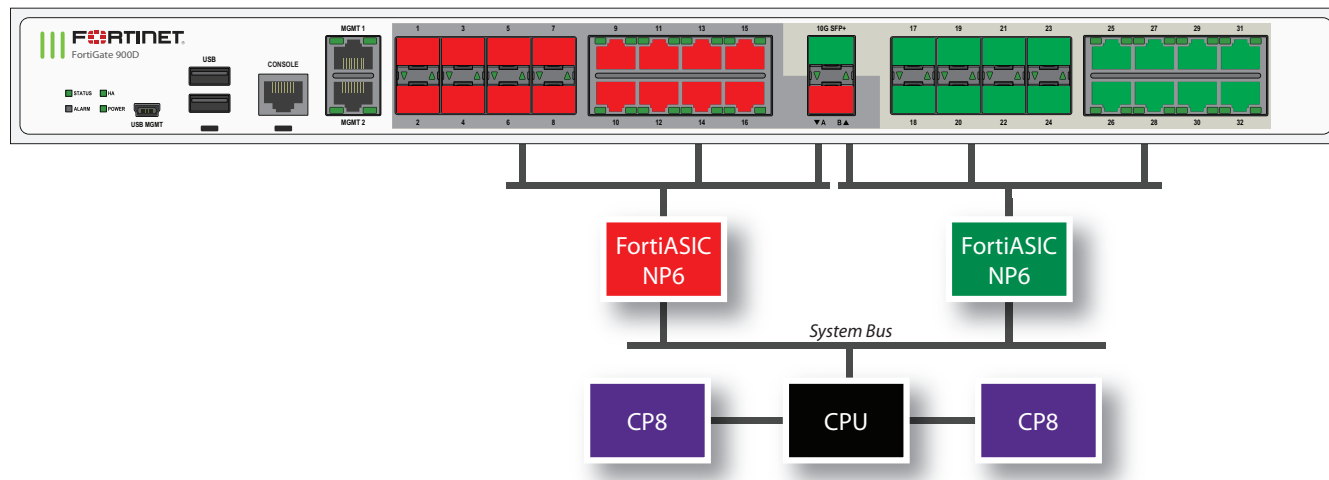 FORTINET
FortiGate 900D
STATUS HA
ALARM POWER
USB MGMT
USB
CONSOLE
MGMT 1
MGMT 2
1 3 5 7
2 4 6 8
9 11 13 15
10 12 14 16
10G SFP+
▼A B▲
17 19 21 23
18 20 22 24
25 27 29 31
26 28 30 32
FortiASIC
NP6
FortiASIC
NP6
System Bus
CP8
CPU
CP8